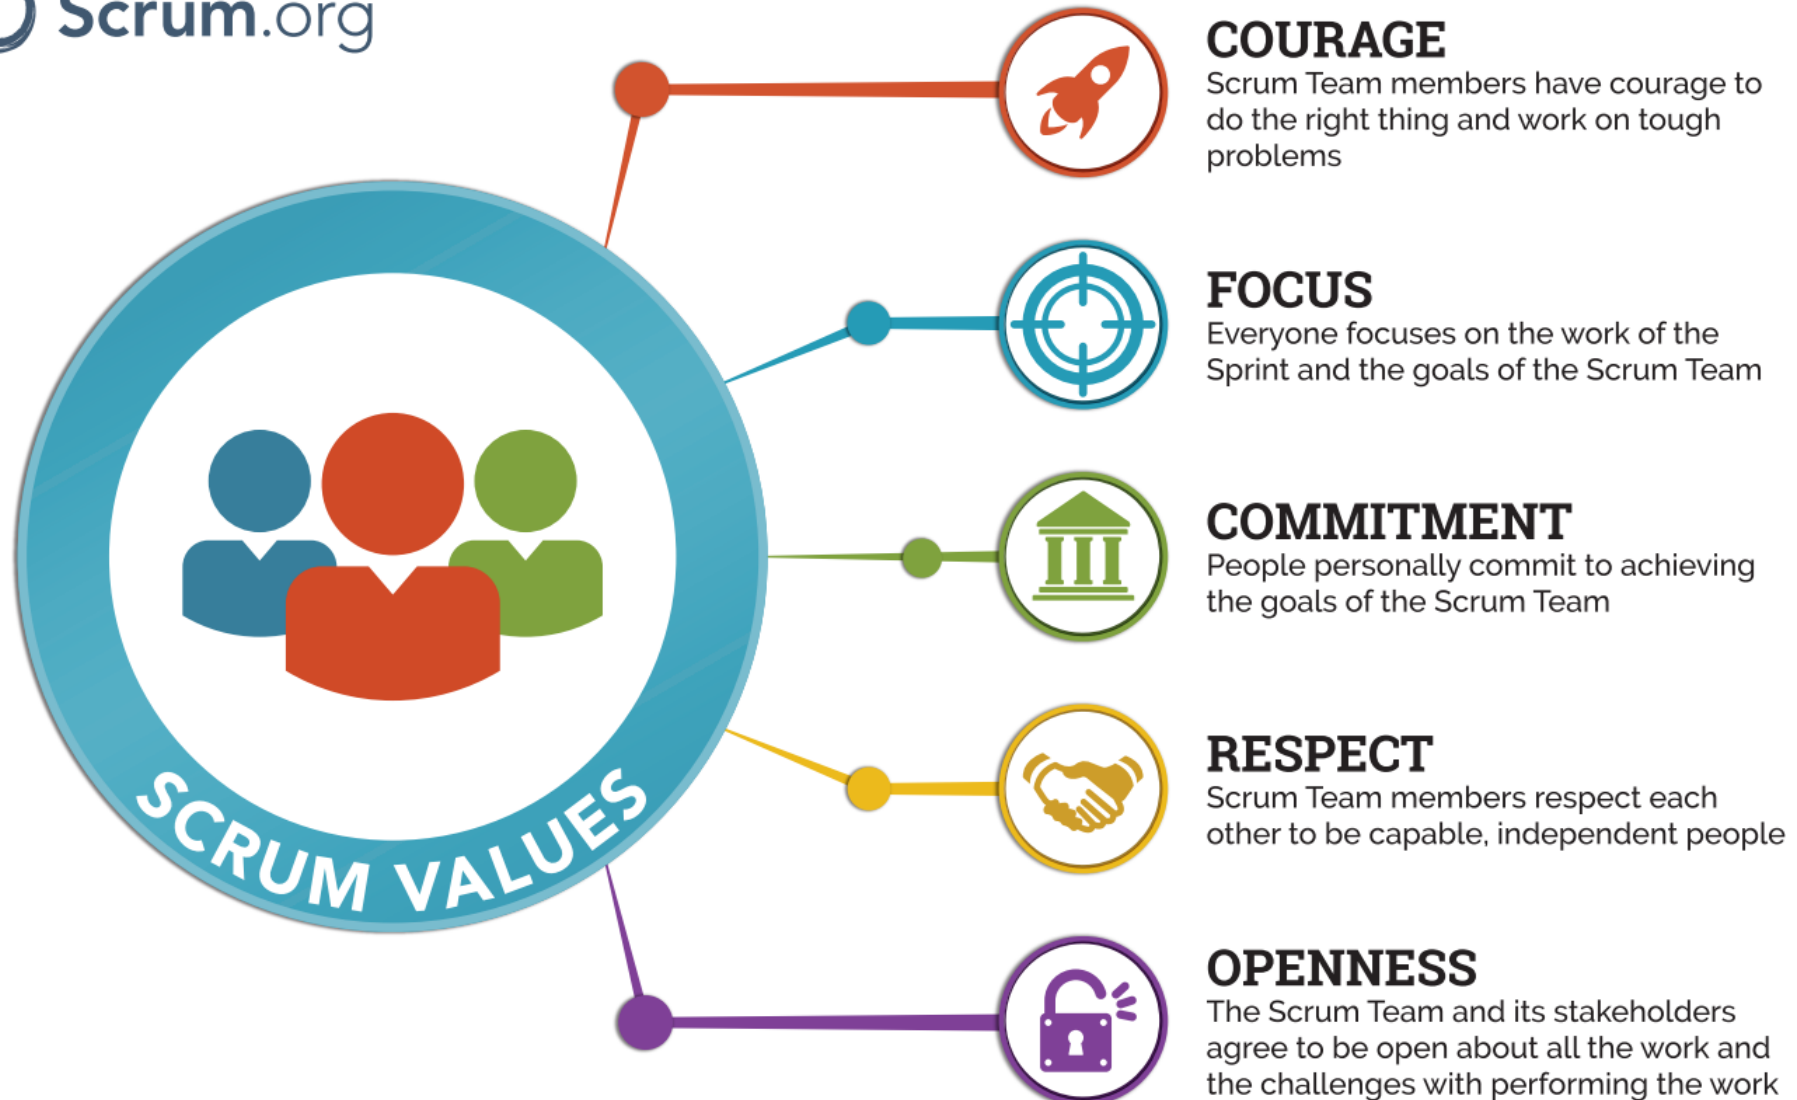 Scrum.org
COURAGE
Scrum Team members have courage to
do the right thing and work on tough
problems
FOCUS
Everyone focuses on the work of the
Sprint and the goals of the Scrum Team
COMMITMENT
People personally commit to achieving
the goals of the Scrum Team
RESPECT
Scrum Team members respect each
other to be capable, independent people
OPENNESS
The Scrum Team and its stakeholders
agree to be open about all the work and
the challenges with performing the work
SCRUM VALUES